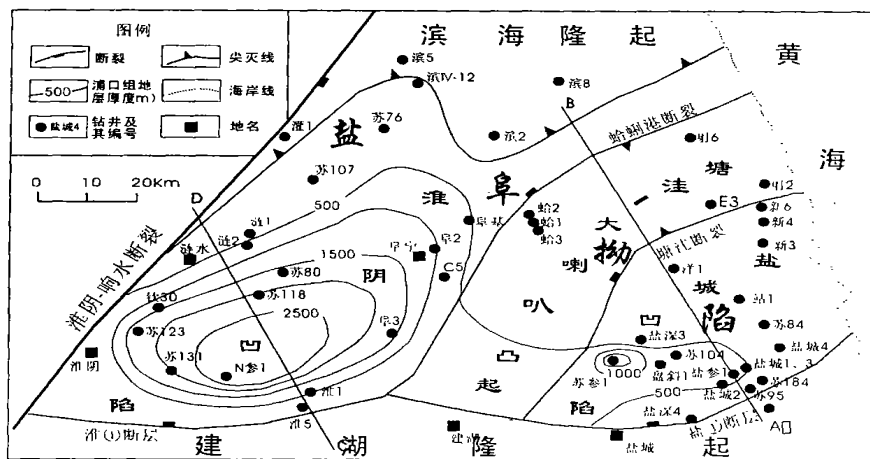 图例
断裂
尖灭线
500
浦口组地
层厚度m)
海岸线
盐城4
钻井及
其编号
地名
0 10 20Km
滨海隆起
黄
海
滨5
滨Ⅳ-12
滨8
B
苏76
灌1
盐
滨2
蛤蜊港断裂
苏107
洼
塘
D
500
淮
阜
蛤2
蛤1
蛤3
大
拗
E3
新6
新4
新3
涟1
涟2
涟水
阜2
阜宁
1500
C5
喇
叭
塘洼断裂
洋1
盐
城
陷
淮阴-响水断裂
苏80
苏118
阴
2500
苏123
阜3
凹
凸
起
盐深3
苏84
盐城4
苏131
N参1
淮阴
苏参1
1000
苏104
盐斜1
盐参1
盐城1、3
盐城2
苏184
苏95
500
凹
陷
陷
淮1
淮5
盐深4
建湖
盐城
A
建湖隆起